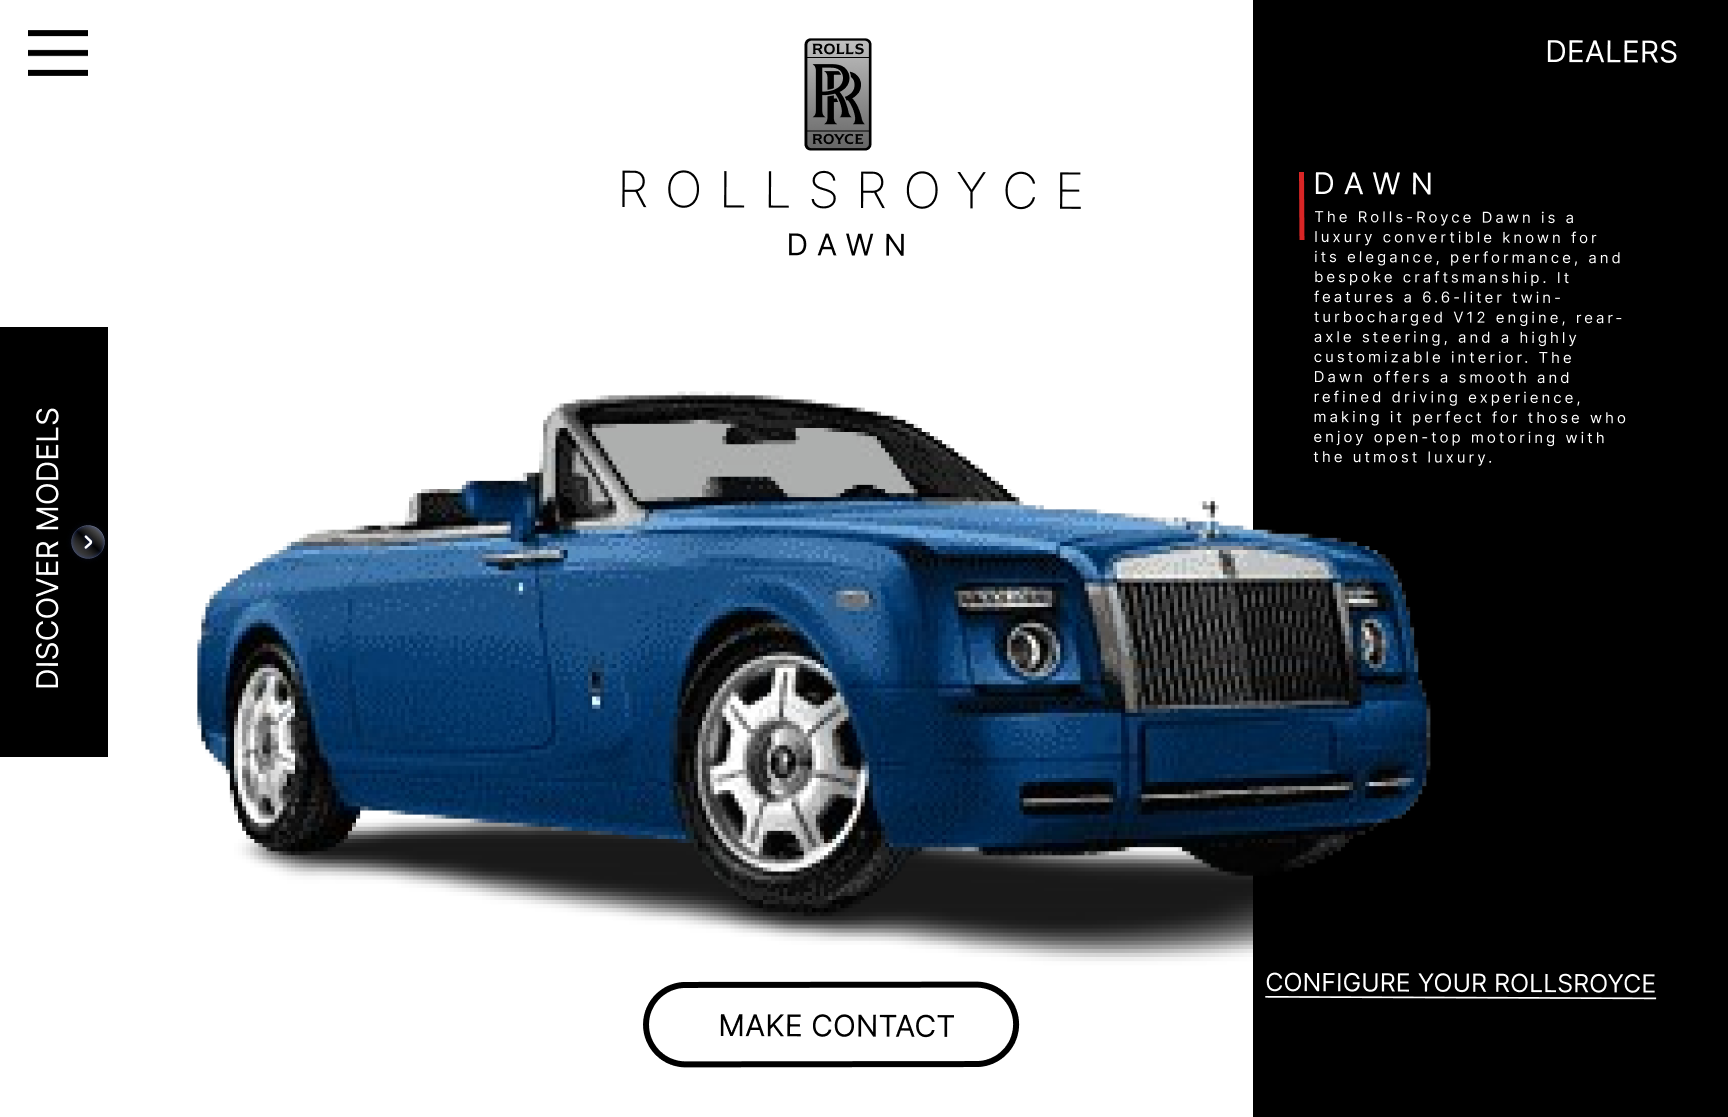 ROLLS
RR
ROYCE
ROLLSROYCE
DAWN
DEALERS
DAWN
The Rolls-Royce Dawn is a
luxury convertible known for
its elegance, performance, and
bespoke craftsmanship. It
features a 6.6-liter twin-
turbocharged V12 engine, rear-
axle steering, and a highly
customizable interior. The
Dawn offers a smooth and
refined driving experience,
making it perfect for those who
enjoy open-top motoring with
the utmost luxury.
DISCOVER MODELS
MAKE CONTACT
CONFIGURE YOUR ROLLSROYCE